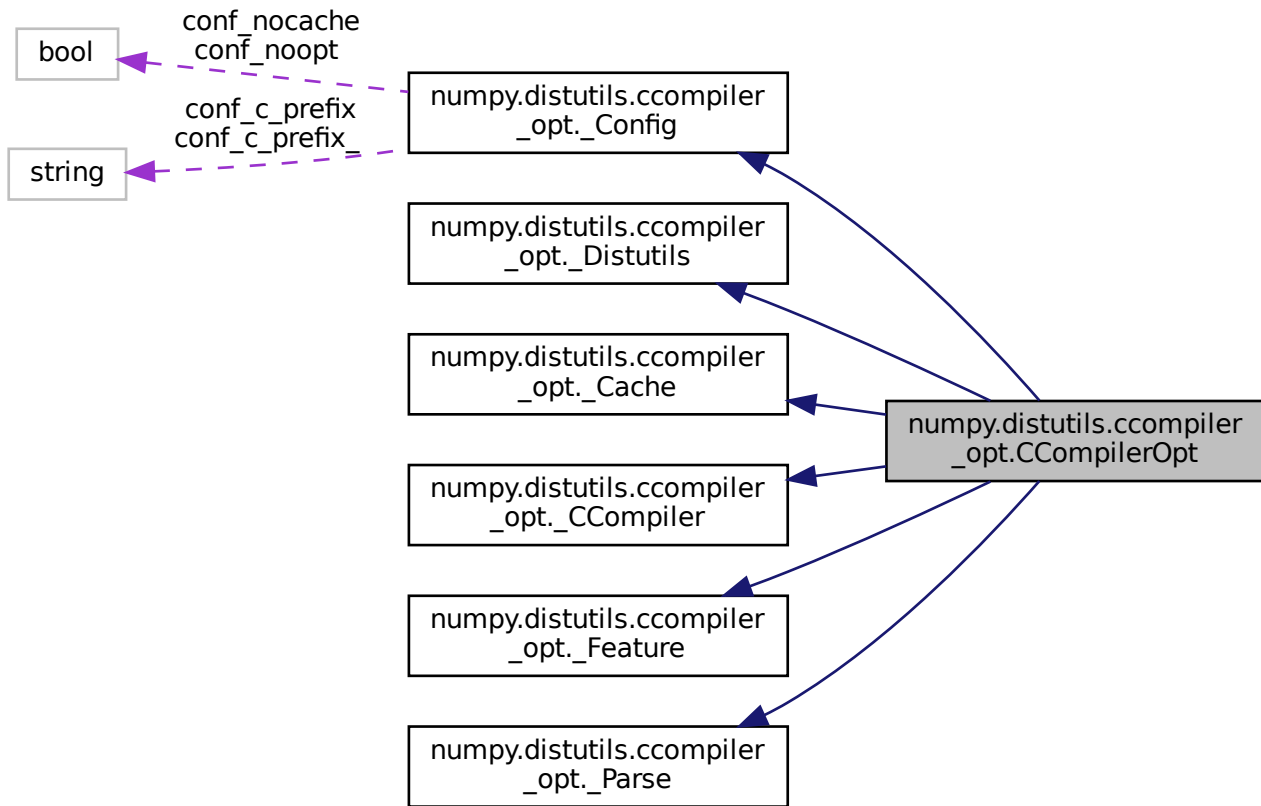 conf_nocache
conf_noopt
bool
conf_c_prefix
conf_c_prefix_
string
numpy.distutils.ccompiler
_opt._Config
numpy.distutils.ccompiler
_opt._Distutils
numpy.distutils.ccompiler
_opt._Cache
numpy.distutils.ccompiler
_opt.CCompilerOpt
numpy.distutils.ccompiler
_opt._CCompiler
numpy.distutils.ccompiler
_opt._Feature
numpy.distutils.ccompiler
_opt._Parse